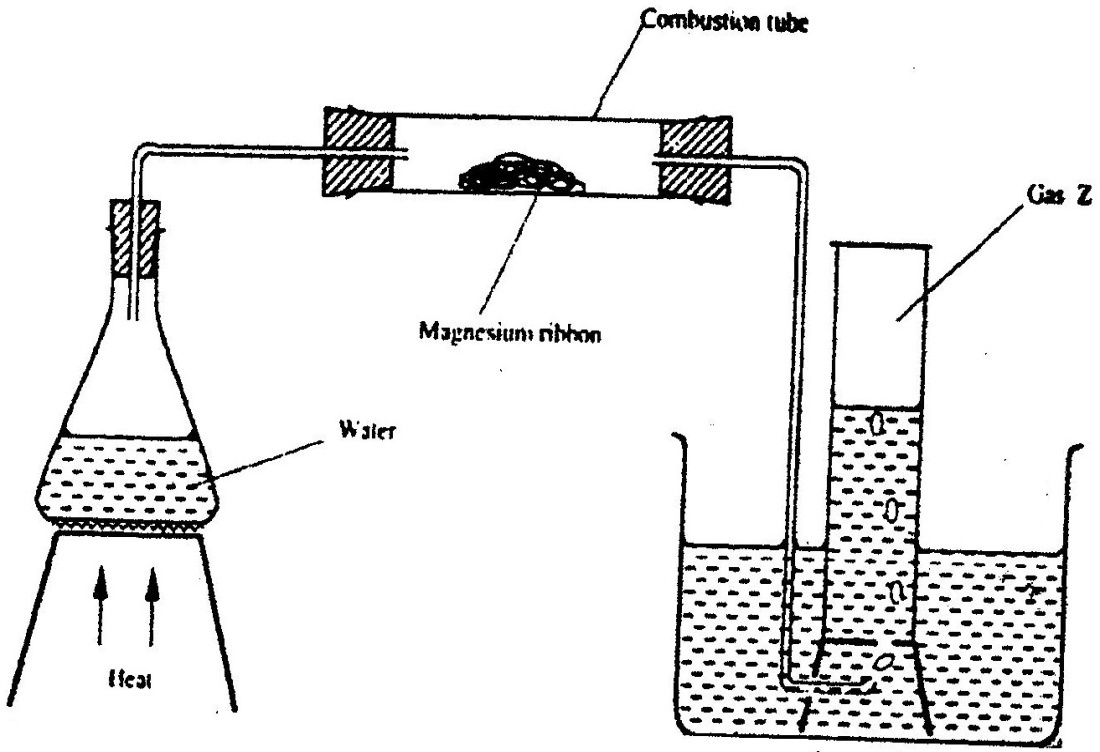 Combustion tube
Gas Z
Magnesium ribbon
Water
Heat